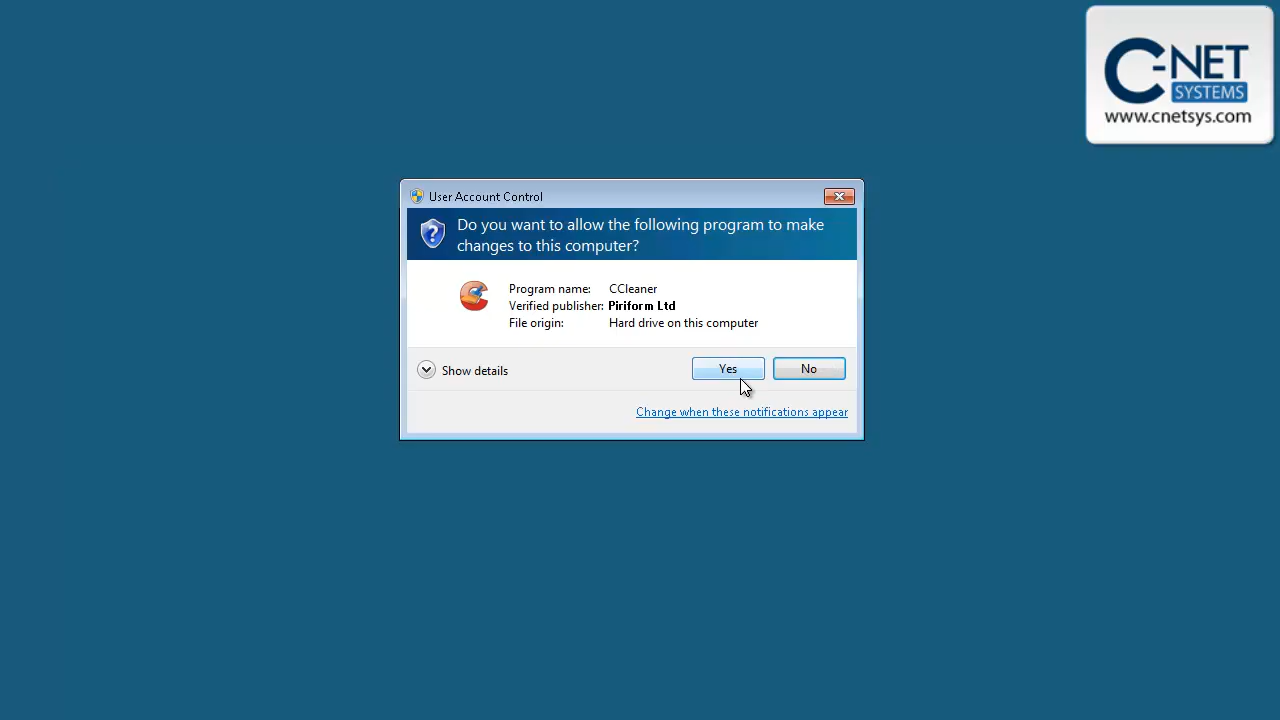 C-NET
SYSTEMS
www.cnetsys.com
User Account Control
Do you want to allow the following program to make
changes to this computer?
Program name: CCleaner
Verified publisher: Piriform Ltd
File origin: Hard drive on this computer
Show details
Yes
No
Change when these notifications appear